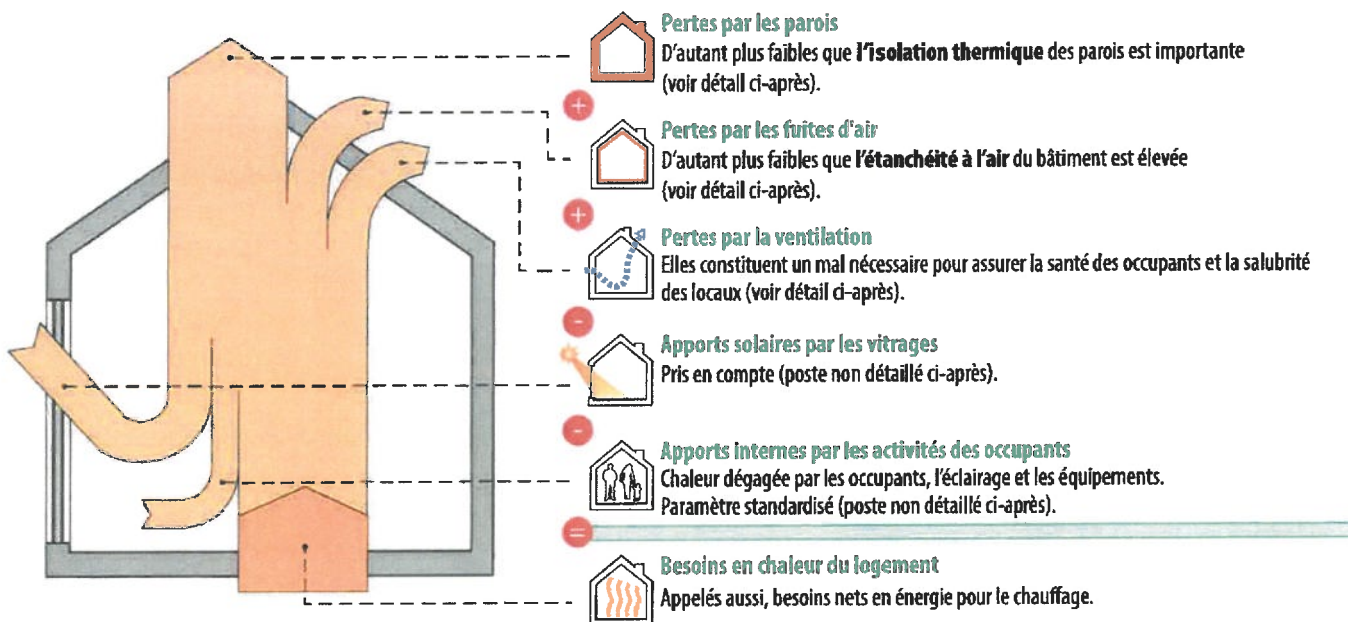 Pertes par les parois
D'autant plus faibles que l'isolation thermique des parois est importante
(voir détail ci-après).
+
Pertes par les fuites d'air
D'autant plus faibles que l'étanchéité à l'air du bâtiment est élevée
(voir détail ci-après).
+
Pertes par la ventilation
Elles constituent un mal nécessaire pour assurer la santé des occupants et la salubrité
des locaux (voir détail ci-après).
-
Apports solaires par les vitrages
Pris en compte (poste non détaillé ci-après).
-
Apports internes par les activités des occupants
Chaleur dégagée par les occupants, l'éclairage et les équipements.
Paramètre standardisé (poste non détaillé ci-après).
=
Besoins en chaleur du logement
Appelés aussi, besoins nets en énergie pour le chauffage.